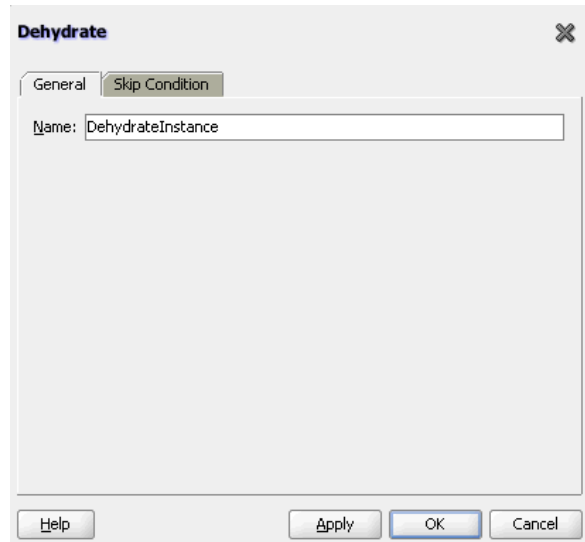 Dehydrate
General Skip Condition
Name: DehydrateInstance
Help Apply OK Cancel